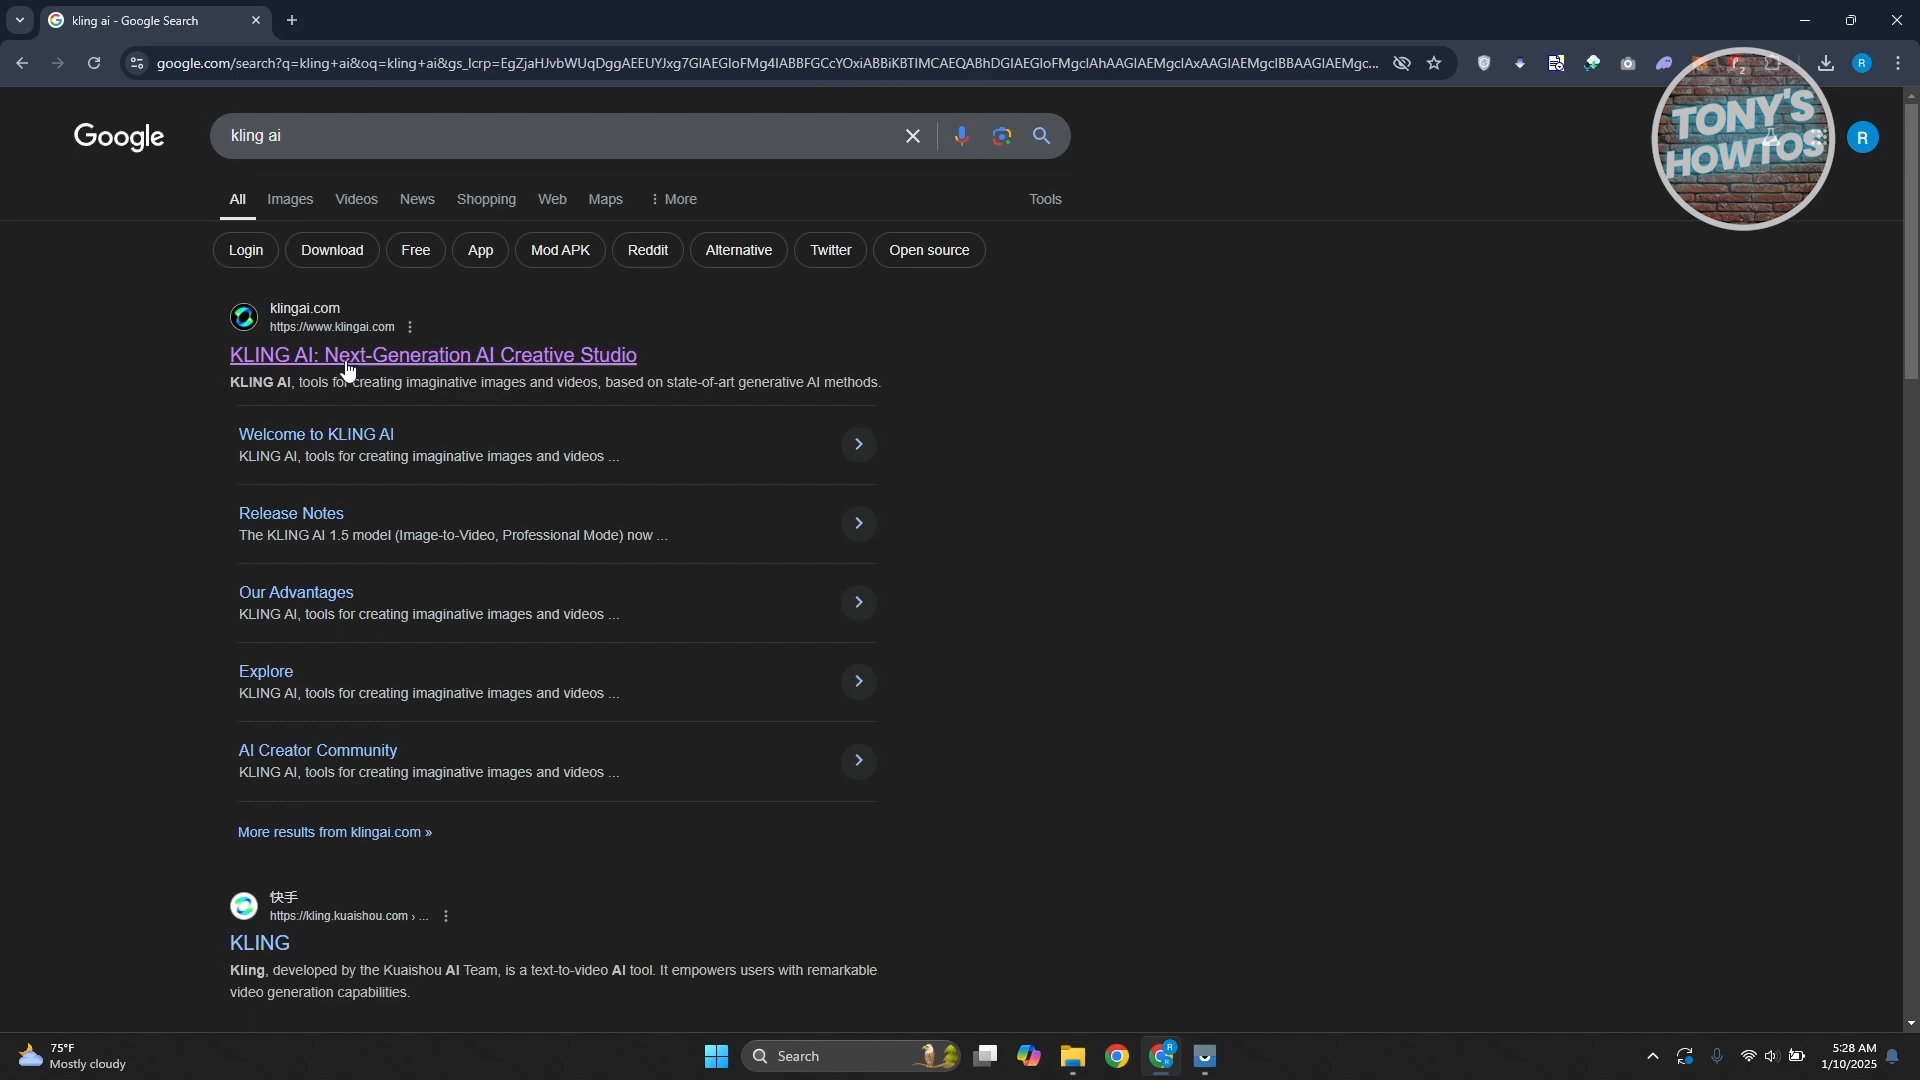 kling ai - Google Search
google.com/search?q=kling+ai&oq=kling+ai&gs_lcrp=EgZjaHJvbWUqDggAEEUYJxg7GIAEGIoFMg4IABBFGCcYOxiABBiKBTIMCAEQABhDGIAEGIoFMgcIAhAAGIAEMgcIAxAAGIAEMgcIBBAAGIAEMgc...
TONY'S
HOWTOS
Google
kling ai
R
All Images Videos News Shopping Web Maps More Tools
Login Download Free App Mod APK Reddit Alternative Twitter Open source
klingai.com
https://www.klingai.com
KLING AI: Next-Generation AI Creative Studio
KLING AI, tools for creating imaginative images and videos, based on state-of-art generative AI methods.
Welcome to KLING AI
KLING AI, tools for creating imaginative images and videos ...
Release Notes
The KLING AI 1.5 model (Image-to-Video, Professional Mode) now ...
Our Advantages
KLING AI, tools for creating imaginative images and videos ...
Explore
KLING AI, tools for creating imaginative images and videos ...
AI Creator Community
KLING AI, tools for creating imaginative images and videos ...
More results from klingai.com »
快手
https://kling.kuaishou.com › ...
KLING
Kling, developed by the Kuaishou AI Team, is a text-to-video AI tool. It empowers users with remarkable
video generation capabilities.
75°F
Mostly cloudy
Search
5:28 AM
1/10/2025